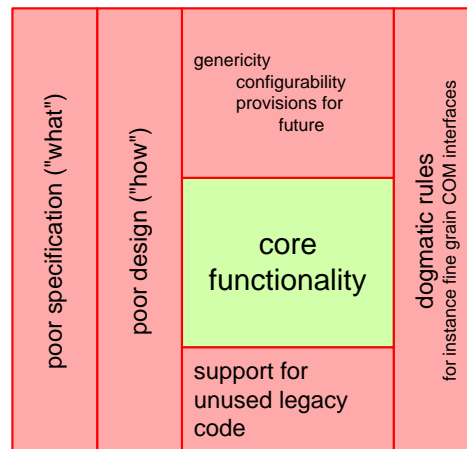 poor specification ("what")
poor design ("how")
genericity
configurability
provisions for
future
core
functionality
support for
unused legacy
code
dogmatic rules
for instance fine grain COM interfaces